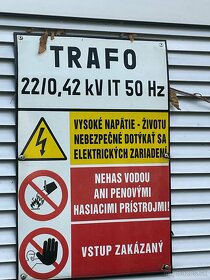 TRAFO
22/0,42 kV IT 50 Hz
VYSOKÉ NAPÄTIE - ŽIVOTU
NEBEZPEČNÉ DOTÝKAŤ SA
ELEKTRICKÝCH ZARIADENÍ
NEHAS VODOU
ANI PENOVÝMI
HASIACIMI PRÍSTROJMI!
VSTUP ZAKÁZANÝ